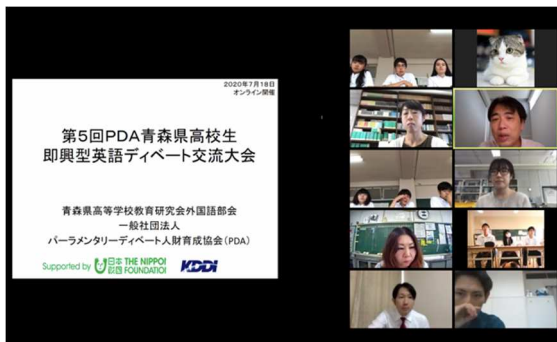 2020年7月18日
オンライン開催
第5回PDA青森県高校生
即興型英語ディベート交流大会
青森県高等学校教育研究会外国語部会
一般社団法人
パーラメンタリーディベート人財育成協会(PDA)
Supported by 日本財団 THE NIPPON FOUNDATION KDDI